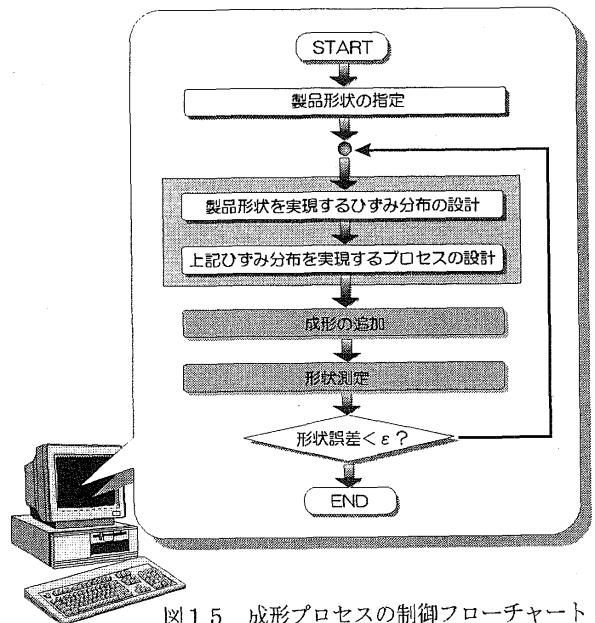 START
製品形状の指定
製品形状を実現するひずみ分布の設計
上記ひずみ分布を実現するプロセスの設計
成形の追加
形状測定
形状誤差<ε?
END
図1.5 成形プロセスの制御フローチャート